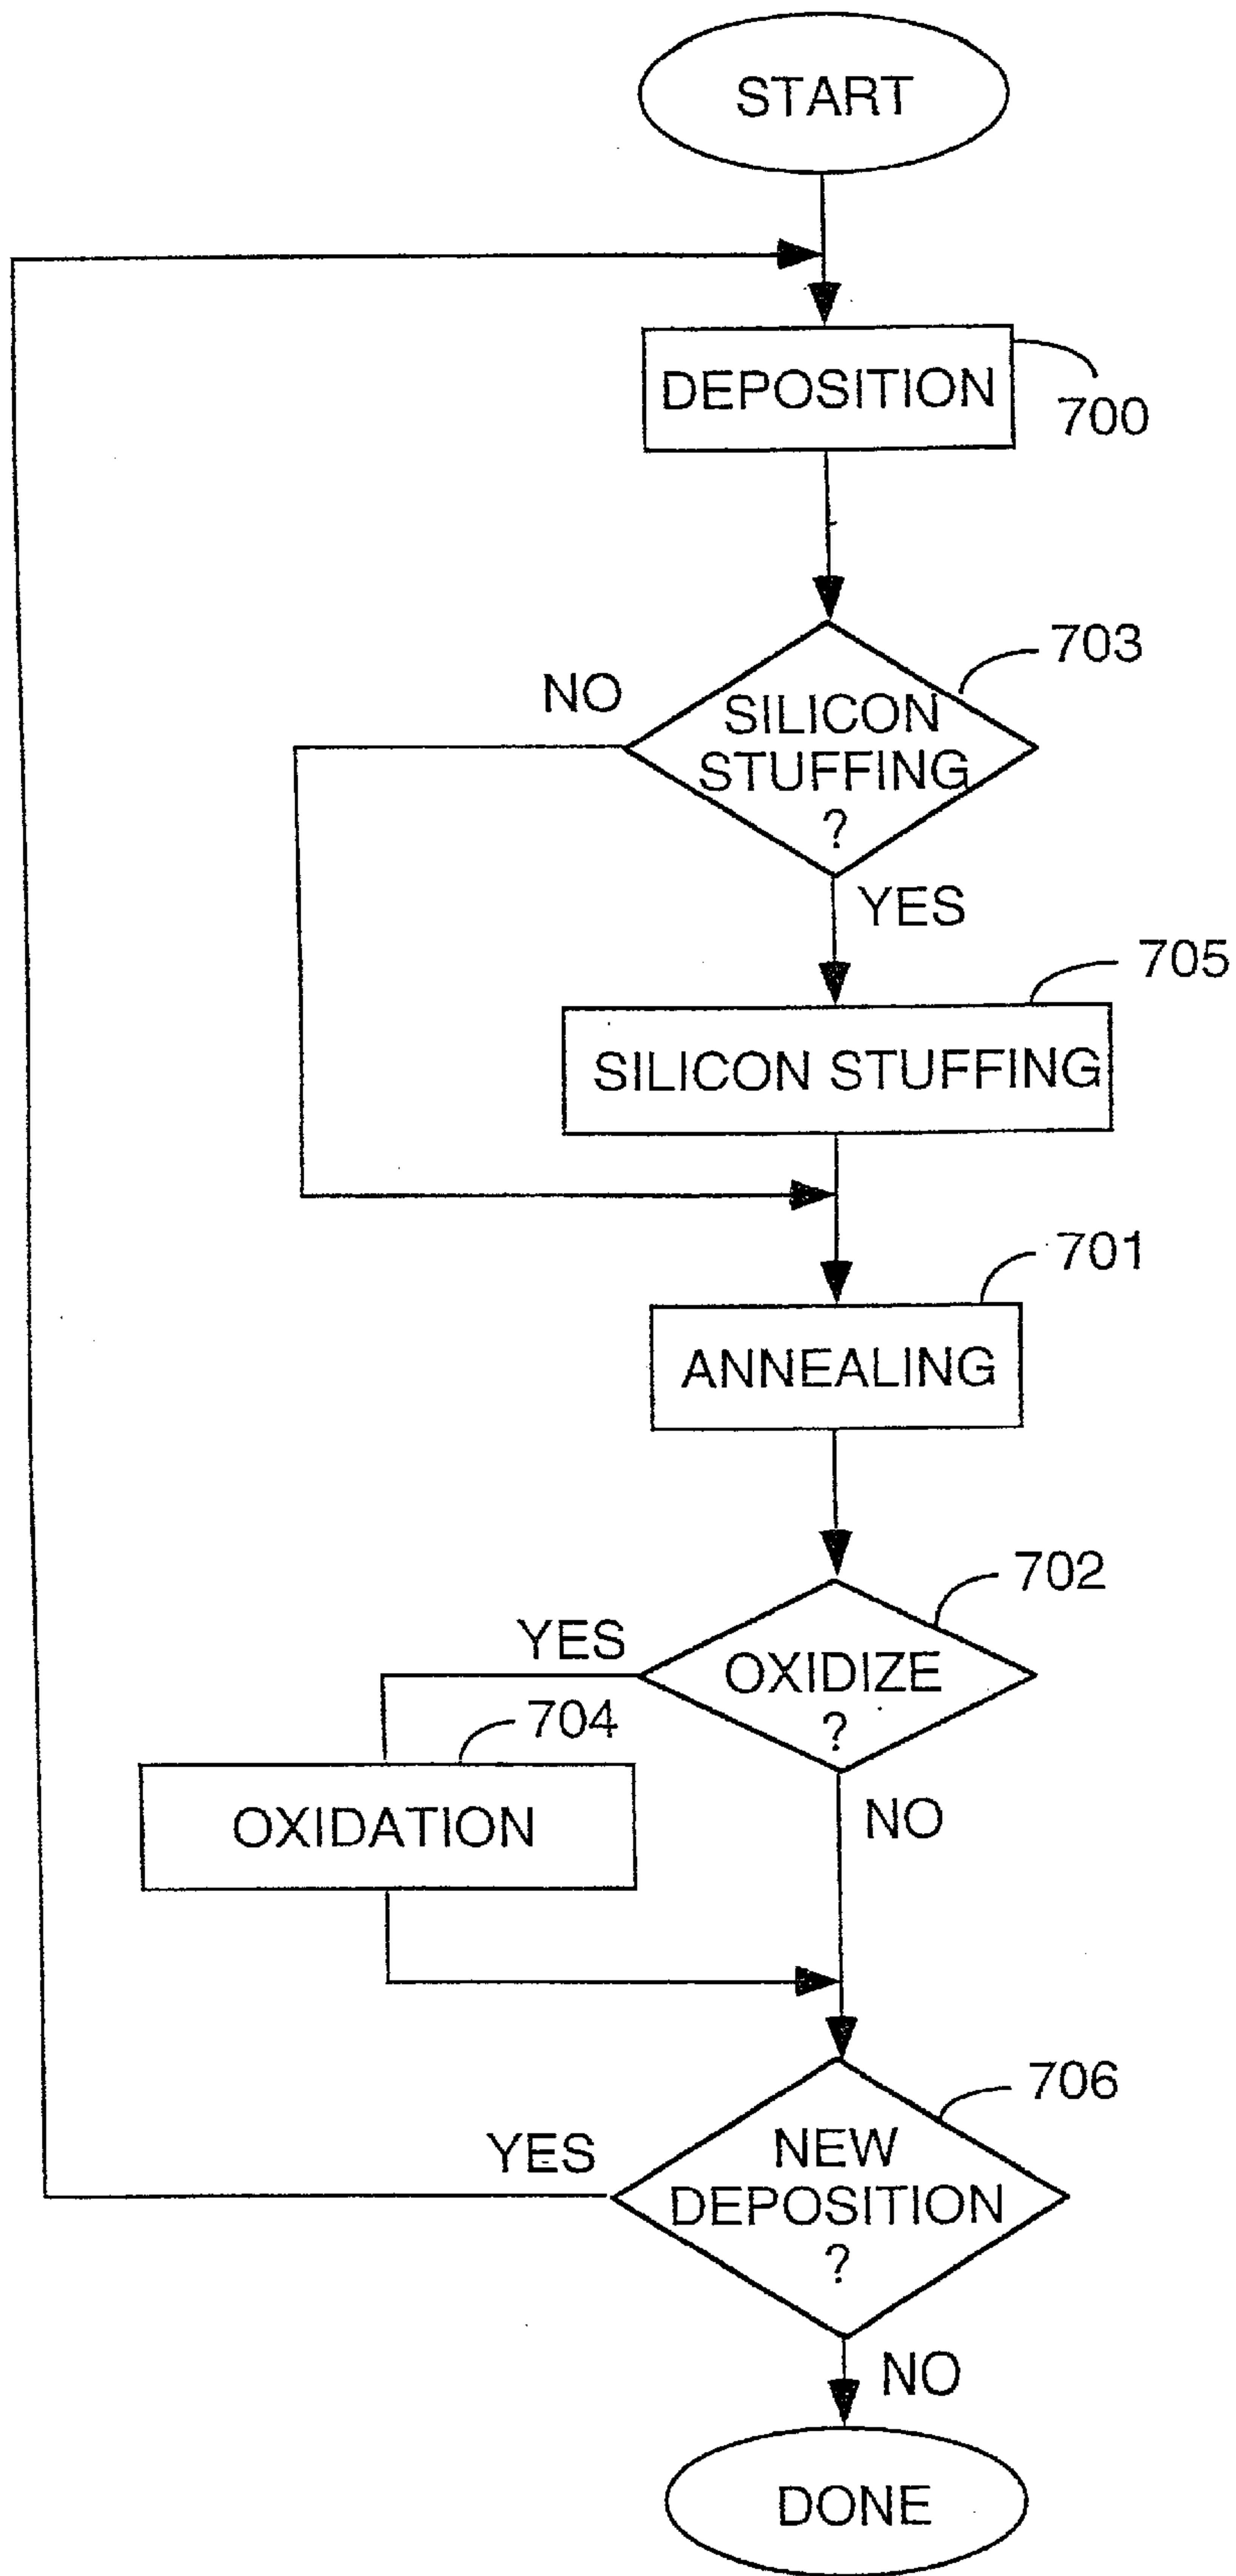 START
DEPOSITION
700
703
NO
SILICON
STUFFING
?
YES
705
SILICON STUFFING
701
ANNEALING
702
YES
OXIDIZE
?
704
OXIDATION
NO
706
YES
NEW
DEPOSITION
?
NO
DONE